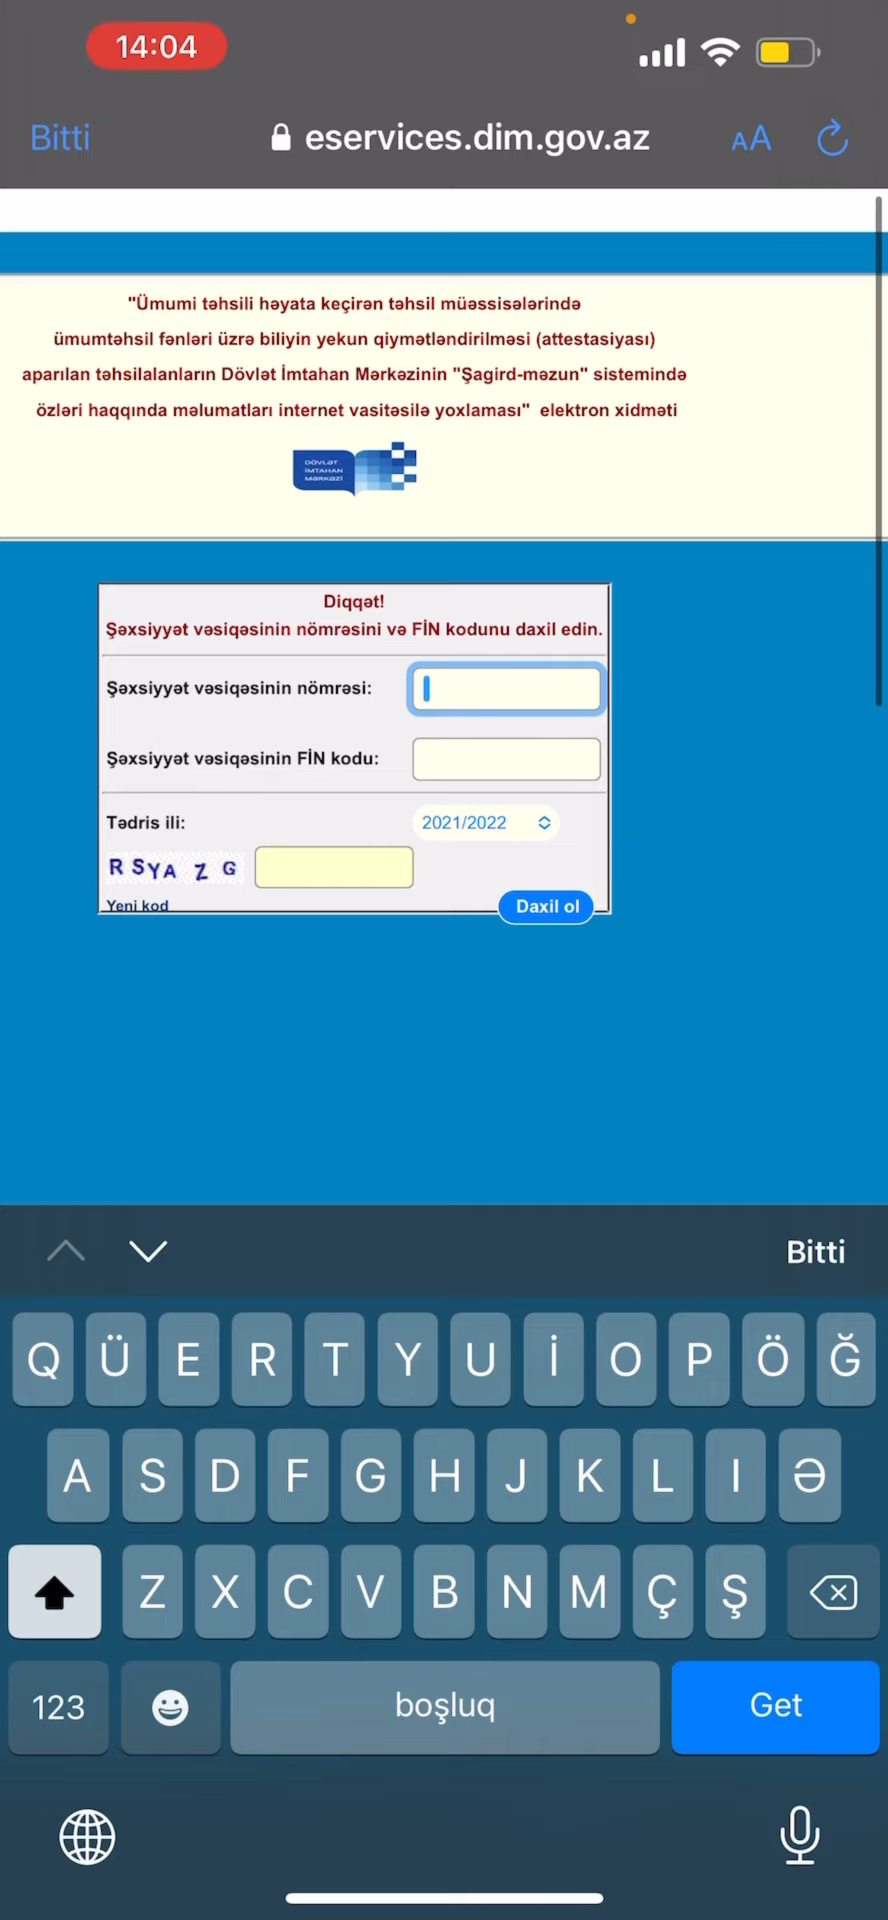 14:04
Bitti
eservices.dim.gov.az
AA
"Ümumi təhsili həyata keçirən təhsil müəssisələrində
ümumtəhsil fənləri üzrə biliyin yekun qiymətləndirilməsi (attestasiyası)
aparılan təhsilalanların Dövlət İmtahan Mərkəzinin "Şagird-məzun" sistemində
özləri haqqında məlumatları internet vasitəsilə yoxlaması" elektron xidməti
DÖVLƏT
İMTAHAN
MƏRKƏZİ
Diqqət!
Şəxsiyyət vəsiqəsinin nömrəsini və FİN kodunu daxil edin.
Şəxsiyyət vəsiqəsinin nömrəsi:
Şəxsiyyət vəsiqəsinin FİN kodu:
Tədris ili:
2021/2022
R S Y A Z G
Yeni kod
Daxil ol
Bitti
Q Ü E R T Y U İ O P Ö Ğ
A S D F G H J K L I Ə
Z X C V B N M Ç Ş
123
boşluq
Get